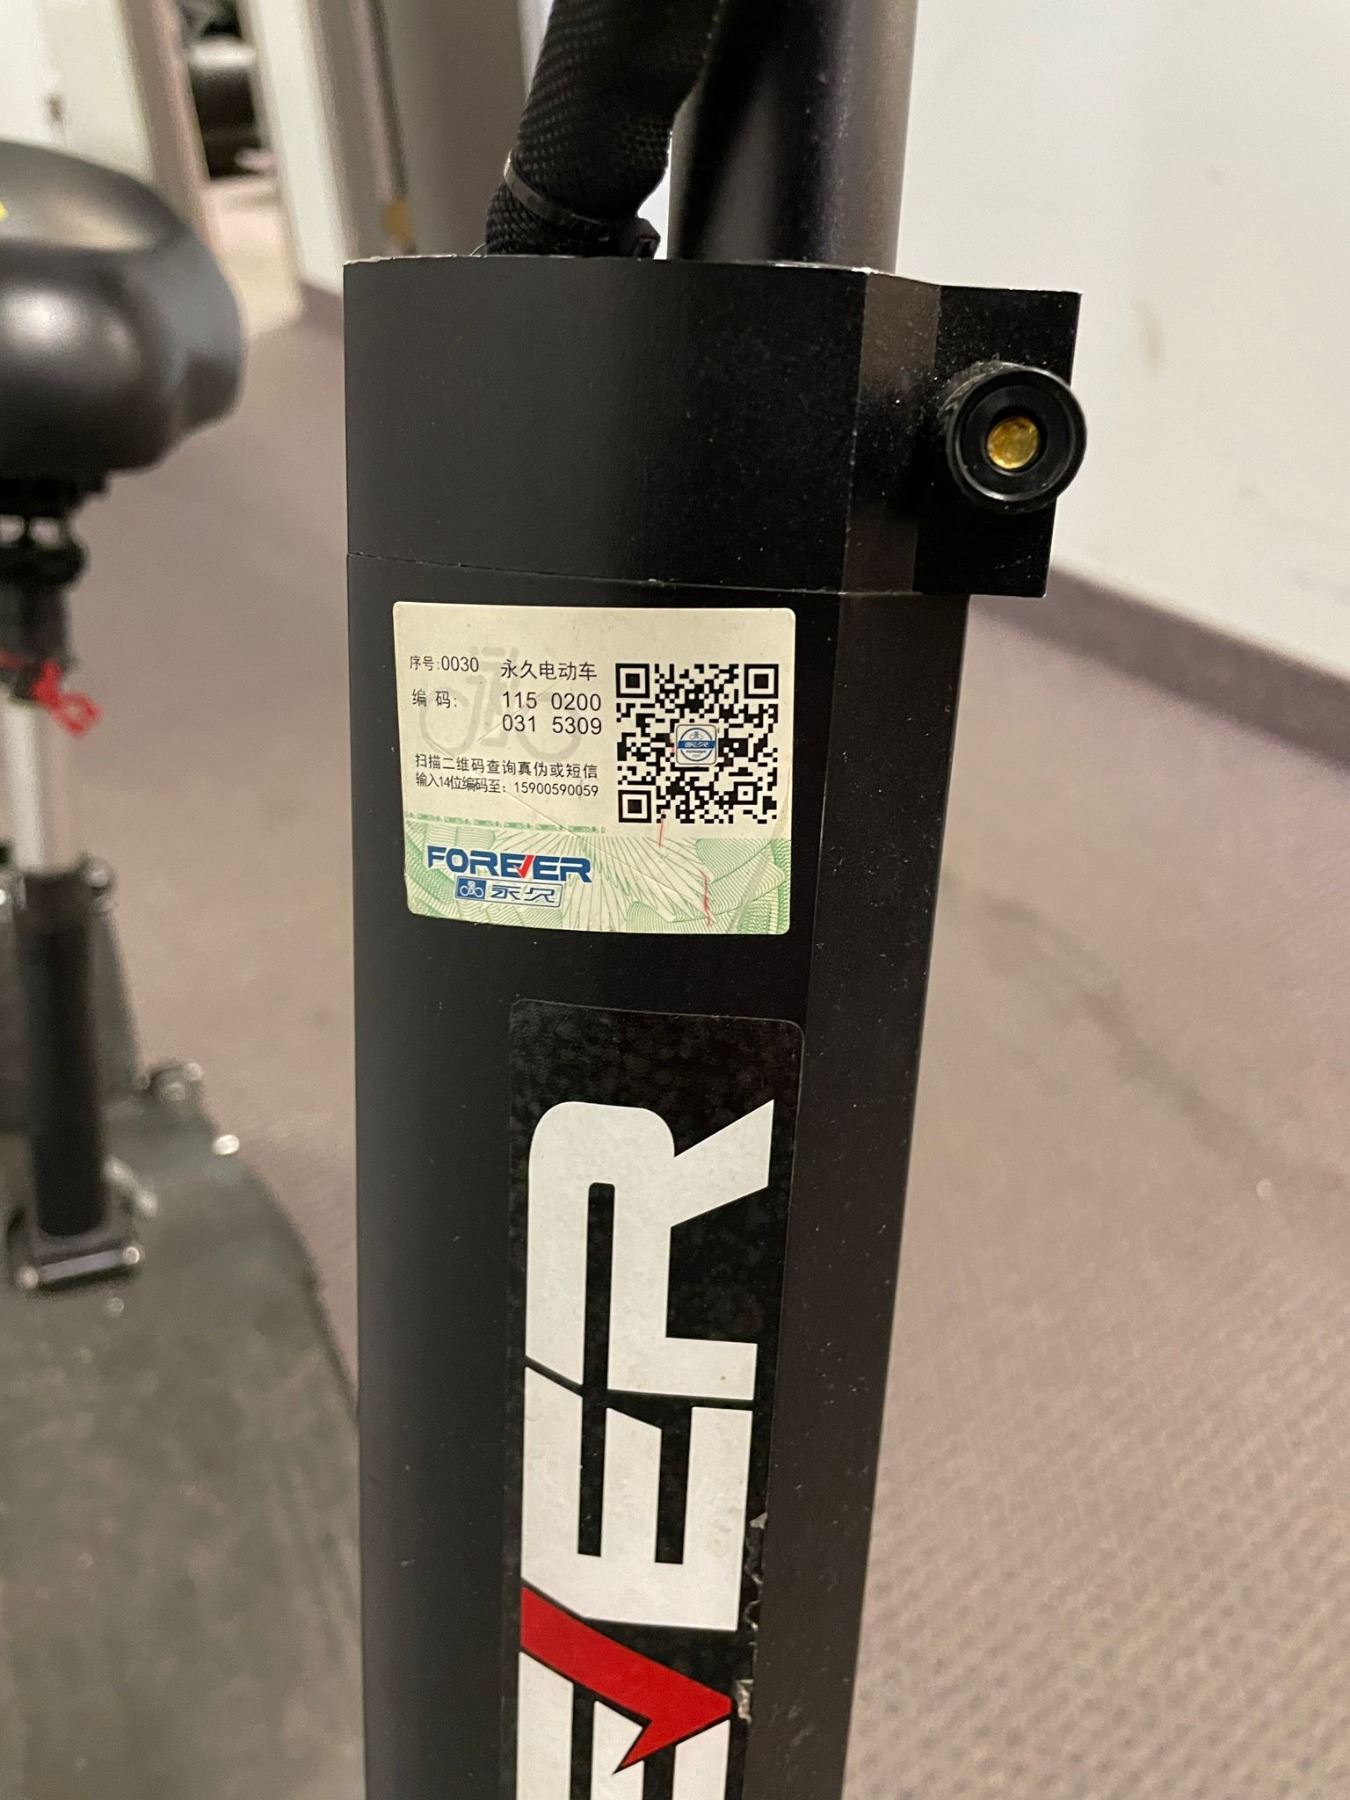 序号:0030 永久电动车
编 码: 115 0200
031 5309
扫描二维码查询真伪或短信
输入14位编码至：15900590059
FOREVER
永久
EVER